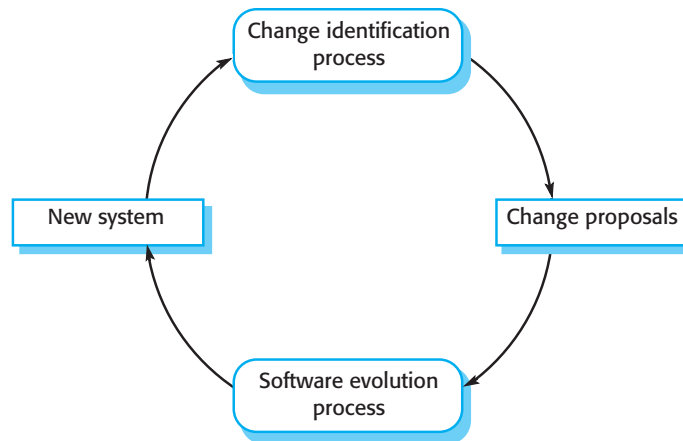 Change identification
process
New system
Change proposals
Software evolution
process